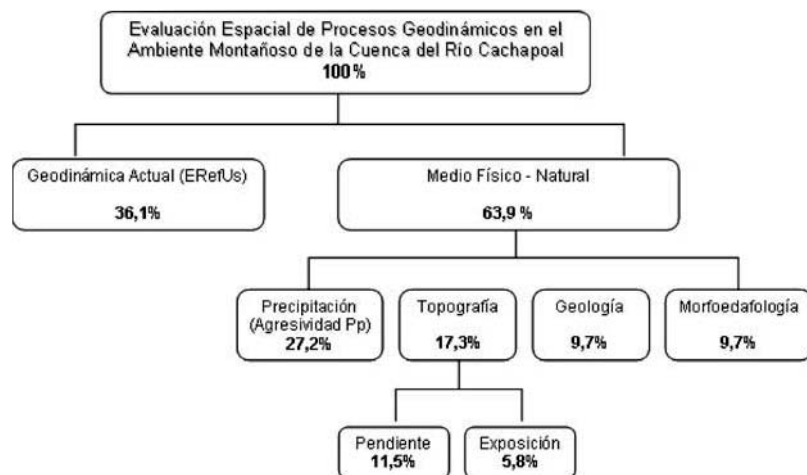 Evaluación Espacial de Procesos Geodinámicos en el
Ambiente Montañoso de la Cuenca del Río Cachapoal
100%
Geodinámica Actual (ERefUs)
36,1%
Medio Físico - Natural
63,9 %
Precipitación
(Agresividad Pp)
27,2%
Topografía
17,3%
Geología
9,7%
Morfoedafología
9,7%
Pendiente
11,5%
Exposición
5,8%